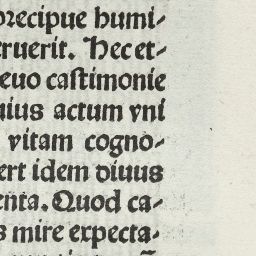 precipue humi-
eruerit. Hec et-
euo castimonie
uius actum vni
vitam cogno-
ert idem diuus
enta. Quod ca-
s mire expecta-